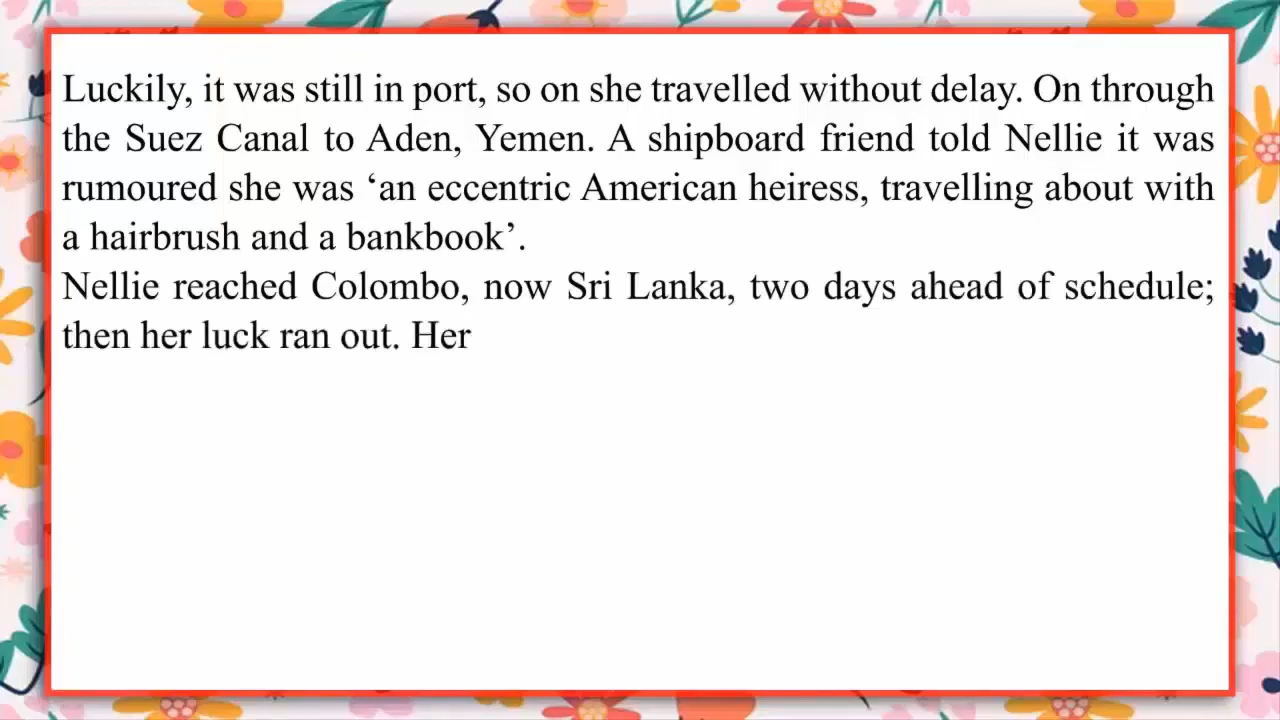 Luckily, it was still in port, so on she travelled without delay. On through
the Suez Canal to Aden, Yemen. A shipboard friend told Nellie it was
rumoured she was ‘an eccentric American heiress, travelling about with
a hairbrush and a bankbook’.
Nellie reached Colombo, now Sri Lanka, two days ahead of schedule;
then her luck ran out. Her